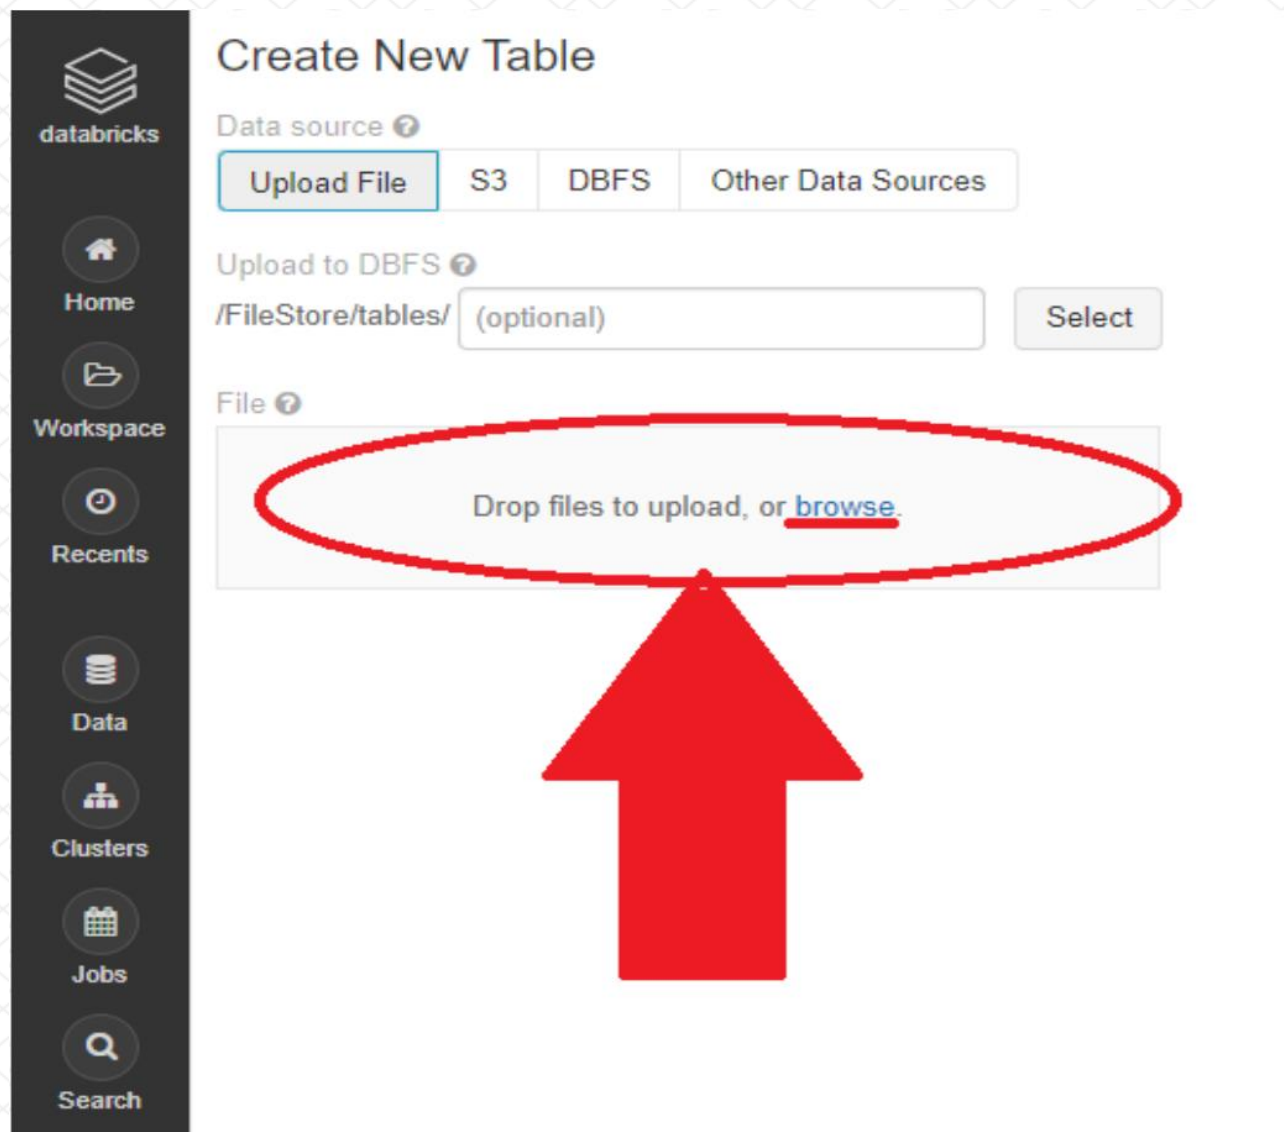 databricks
Home
Workspace
Recents
Data
Clusters
Jobs
Search
Create New Table
Data source
Upload File S3 DBFS Other Data Sources
Upload to DBFS
/FileStore/tables/ (optional) Select
File
Drop files to upload, or browse.